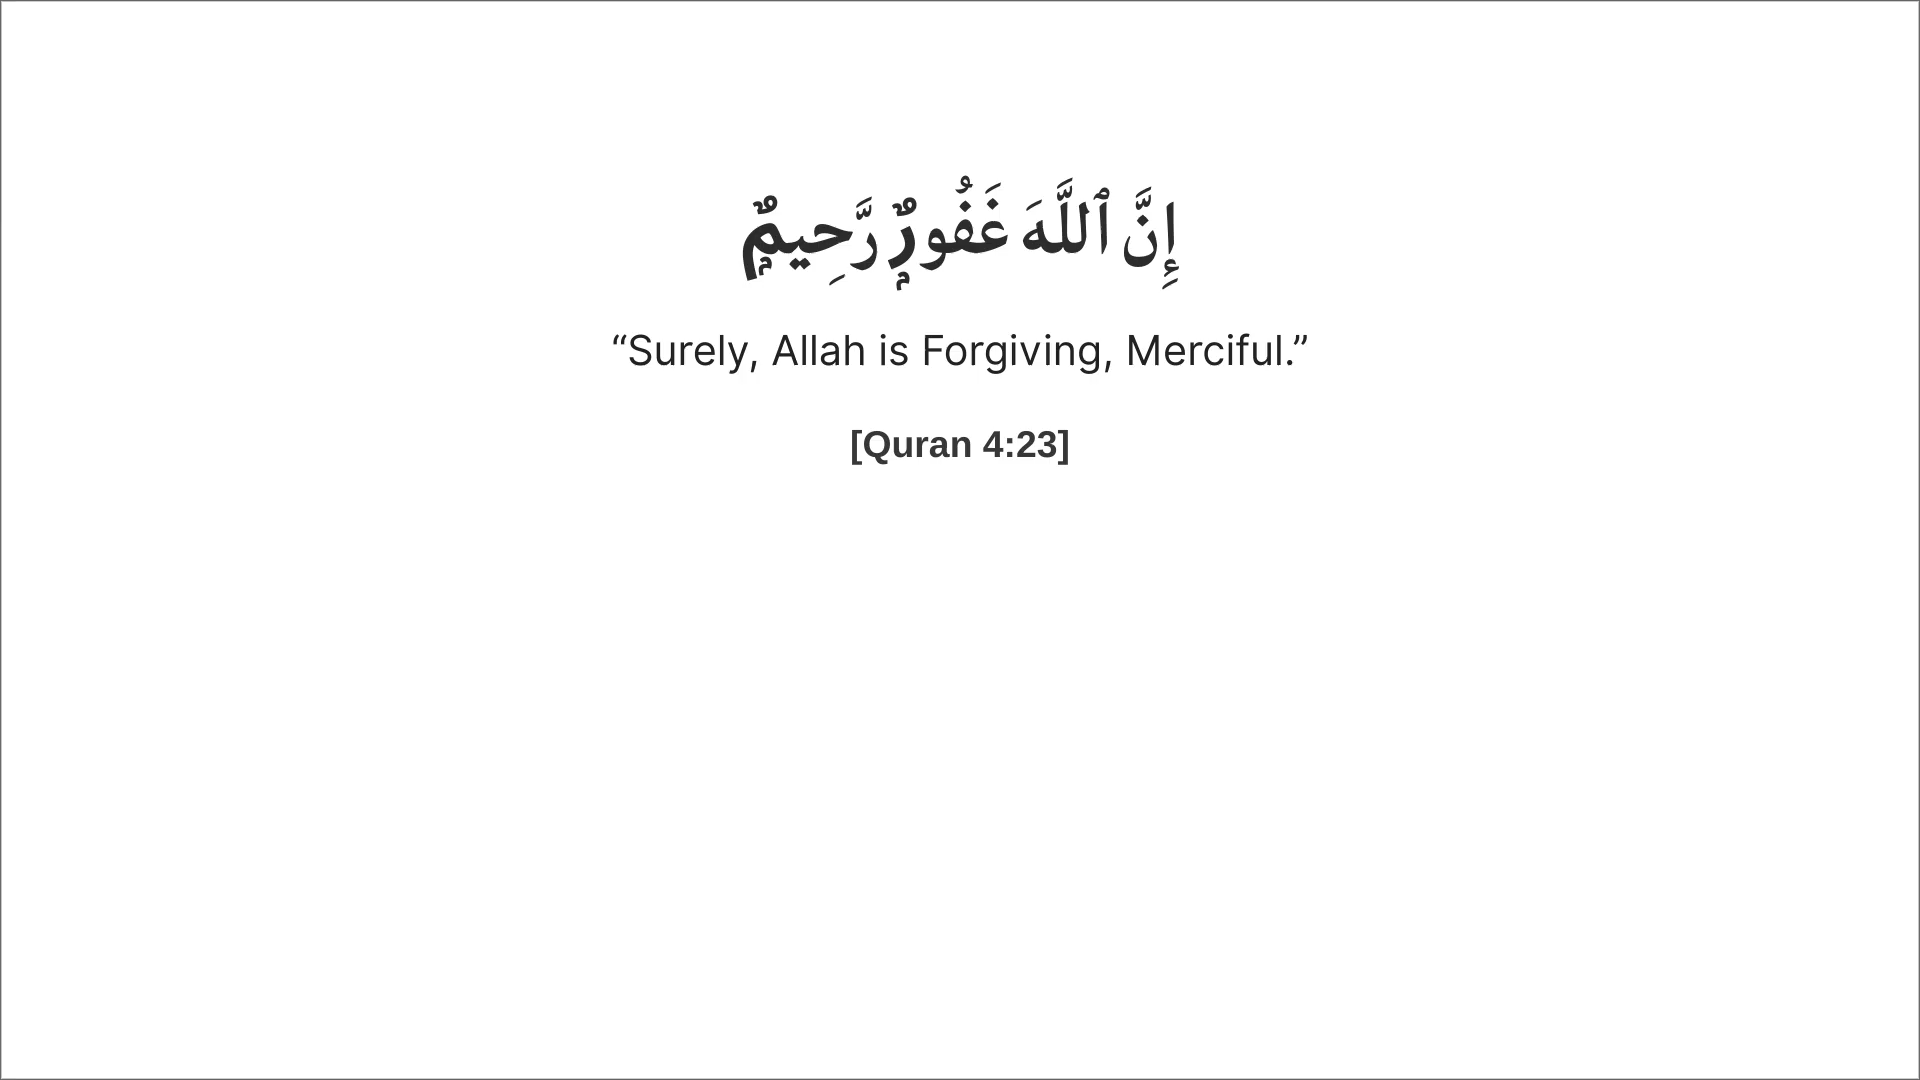 إِنَّ ٱللَّهَ غَفُورٌۭ رَّحِيمٌۭ
“Surely, Allah is Forgiving, Merciful.”
[Quran 4:23]